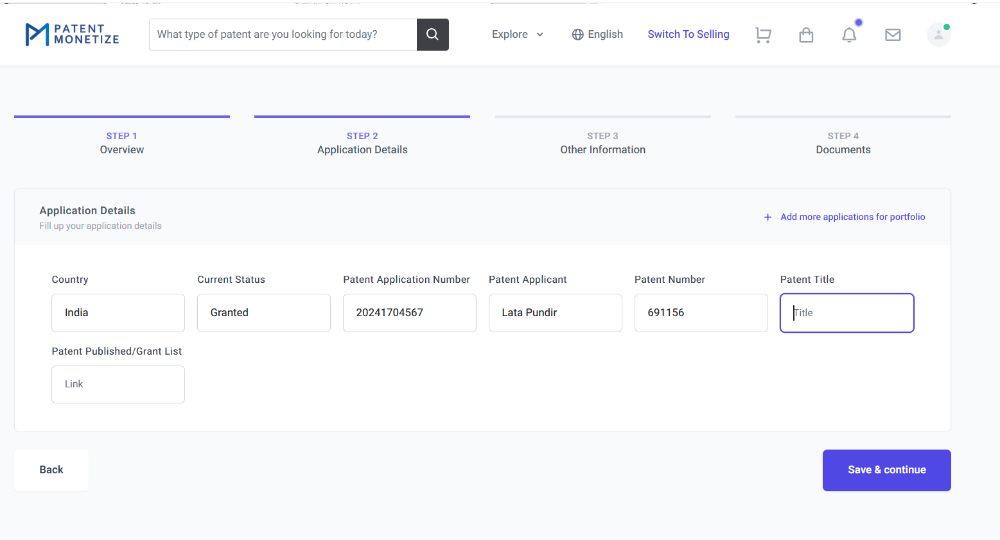 PATENT
MONETIZE
What type of patent are you looking for today?
Explore
English
Switch To Selling
STEP 1
Overview
STEP 2
Application Details
STEP 3
Other Information
STEP 4
Documents
Application Details
Fill up your application details
+ Add more applications for portfolio
Country
India
Current Status
Granted
Patent Application Number
20241704567
Patent Applicant
Lata Pundir
Patent Number
691156
Patent Title
Title
Patent Published/Grant List
Link
Back
Save & continue